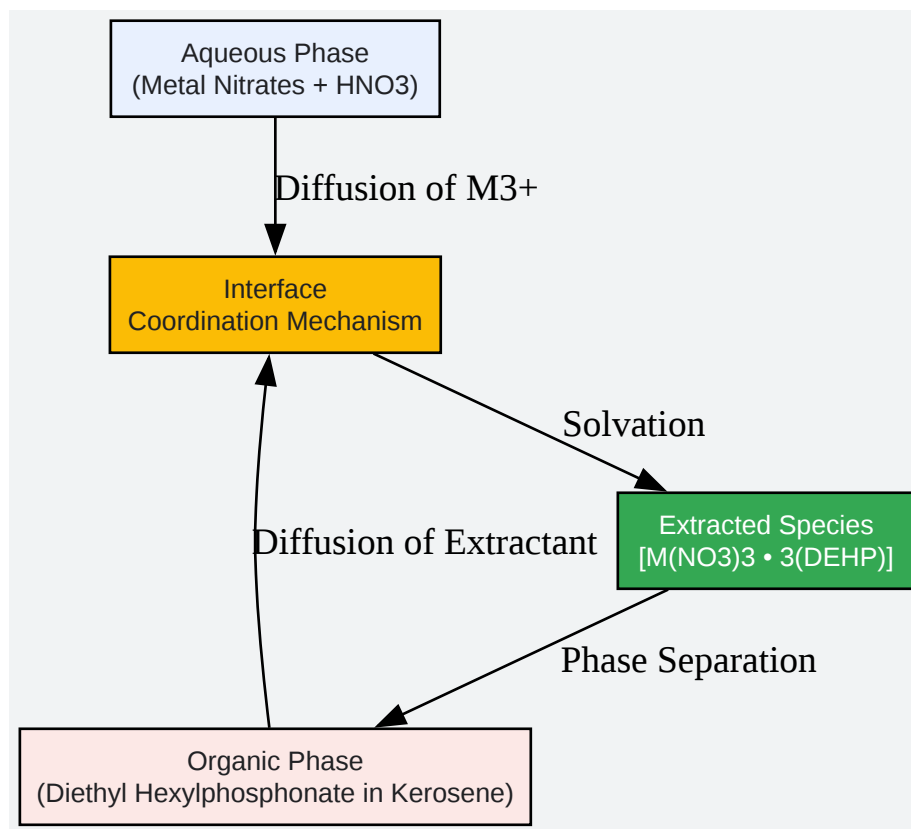 Aqueous Phase
(Metal Nitrates + HNO3)
Diffusion of M3+
Interface
Coordination Mechanism
Solvation
Extracted Species
[M(NO3)3 • 3(DEHP)]
Diffusion of Extractant
Phase Separation
Organic Phase
(Diethyl Hexylphosphonate in Kerosene)